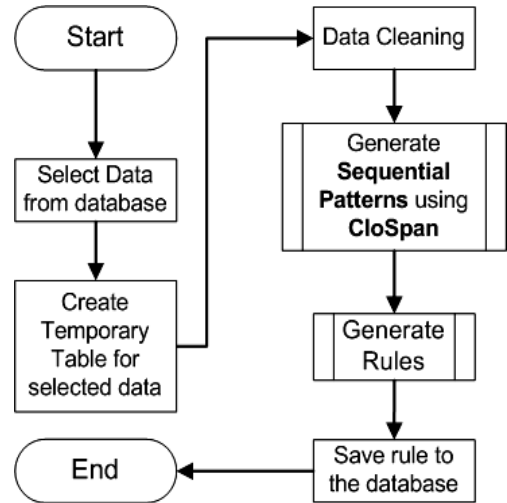 Start
Select Data
from database
Create
Temporary
Table for
selected data
Data Cleaning
Generate
Sequential
Patterns using
CloSpan
Generate
Rules
Save rule to
the database
End